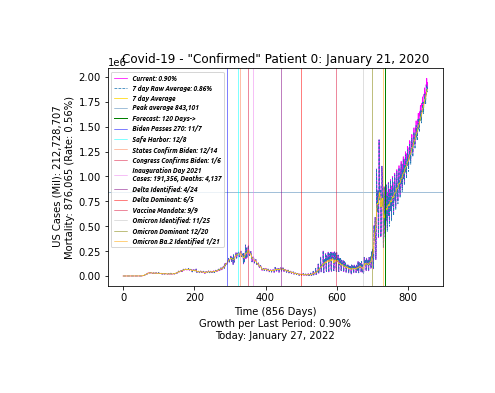 Covid-19 - "Confirmed" Patient 0: January 21, 2020
1e6
2.00
1.75
1.50
1.25
1.00
0.75
0.50
0.25
0.00
US Cases (Mil): 212,728,707
Mortality: 876,065 (Rate: 0.56%)
Current: 0.90%
7 day Raw Average: 0.86%
7 day Average
Peak average 843,101
Forecast: 120 Days->
Biden Passes 270: 11/7
Safe Harbor: 12/8
States Confirm Biden: 12/14
Congress Confirms Biden: 1/6
Inauguration Day 2021
Cases: 191,356, Deaths: 4,137
Delta Identified: 4/24
Delta Dominant: 6/5
Vaccine Mandate: 9/9
Omicron Identified: 11/25
Omicron Dominant 12/20
Omicron Ba.2 Identified 1/21
0 200 400 600 800
Time (856 Days)
Growth per Last Period: 0.90%
Today: January 27, 2022